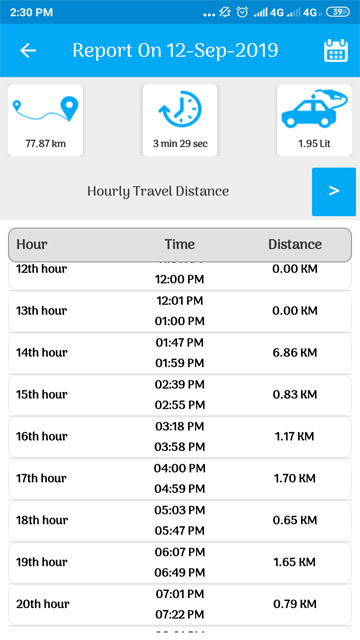 2:30 PM ... 4G 4G 39
Report On 12-Sep-2019
77.87 km 3 min 29 sec 1.95 Lit
Hourly Travel Distance >
Hour Time Distance
12th hour 12:00 PM 0.00 KM
13th hour 12:01 PM 0.00 KM
01:00 PM
14th hour 01:47 PM 6.86 KM
01:59 PM
15th hour 02:39 PM 0.83 KM
02:55 PM
16th hour 03:18 PM 1.17 KM
03:58 PM
17th hour 04:00 PM 1.70 KM
04:59 PM
18th hour 05:03 PM 0.65 KM
05:47 PM
19th hour 06:07 PM 1.65 KM
06:49 PM
20th hour 07:01 PM 0.79 KM
07:22 PM